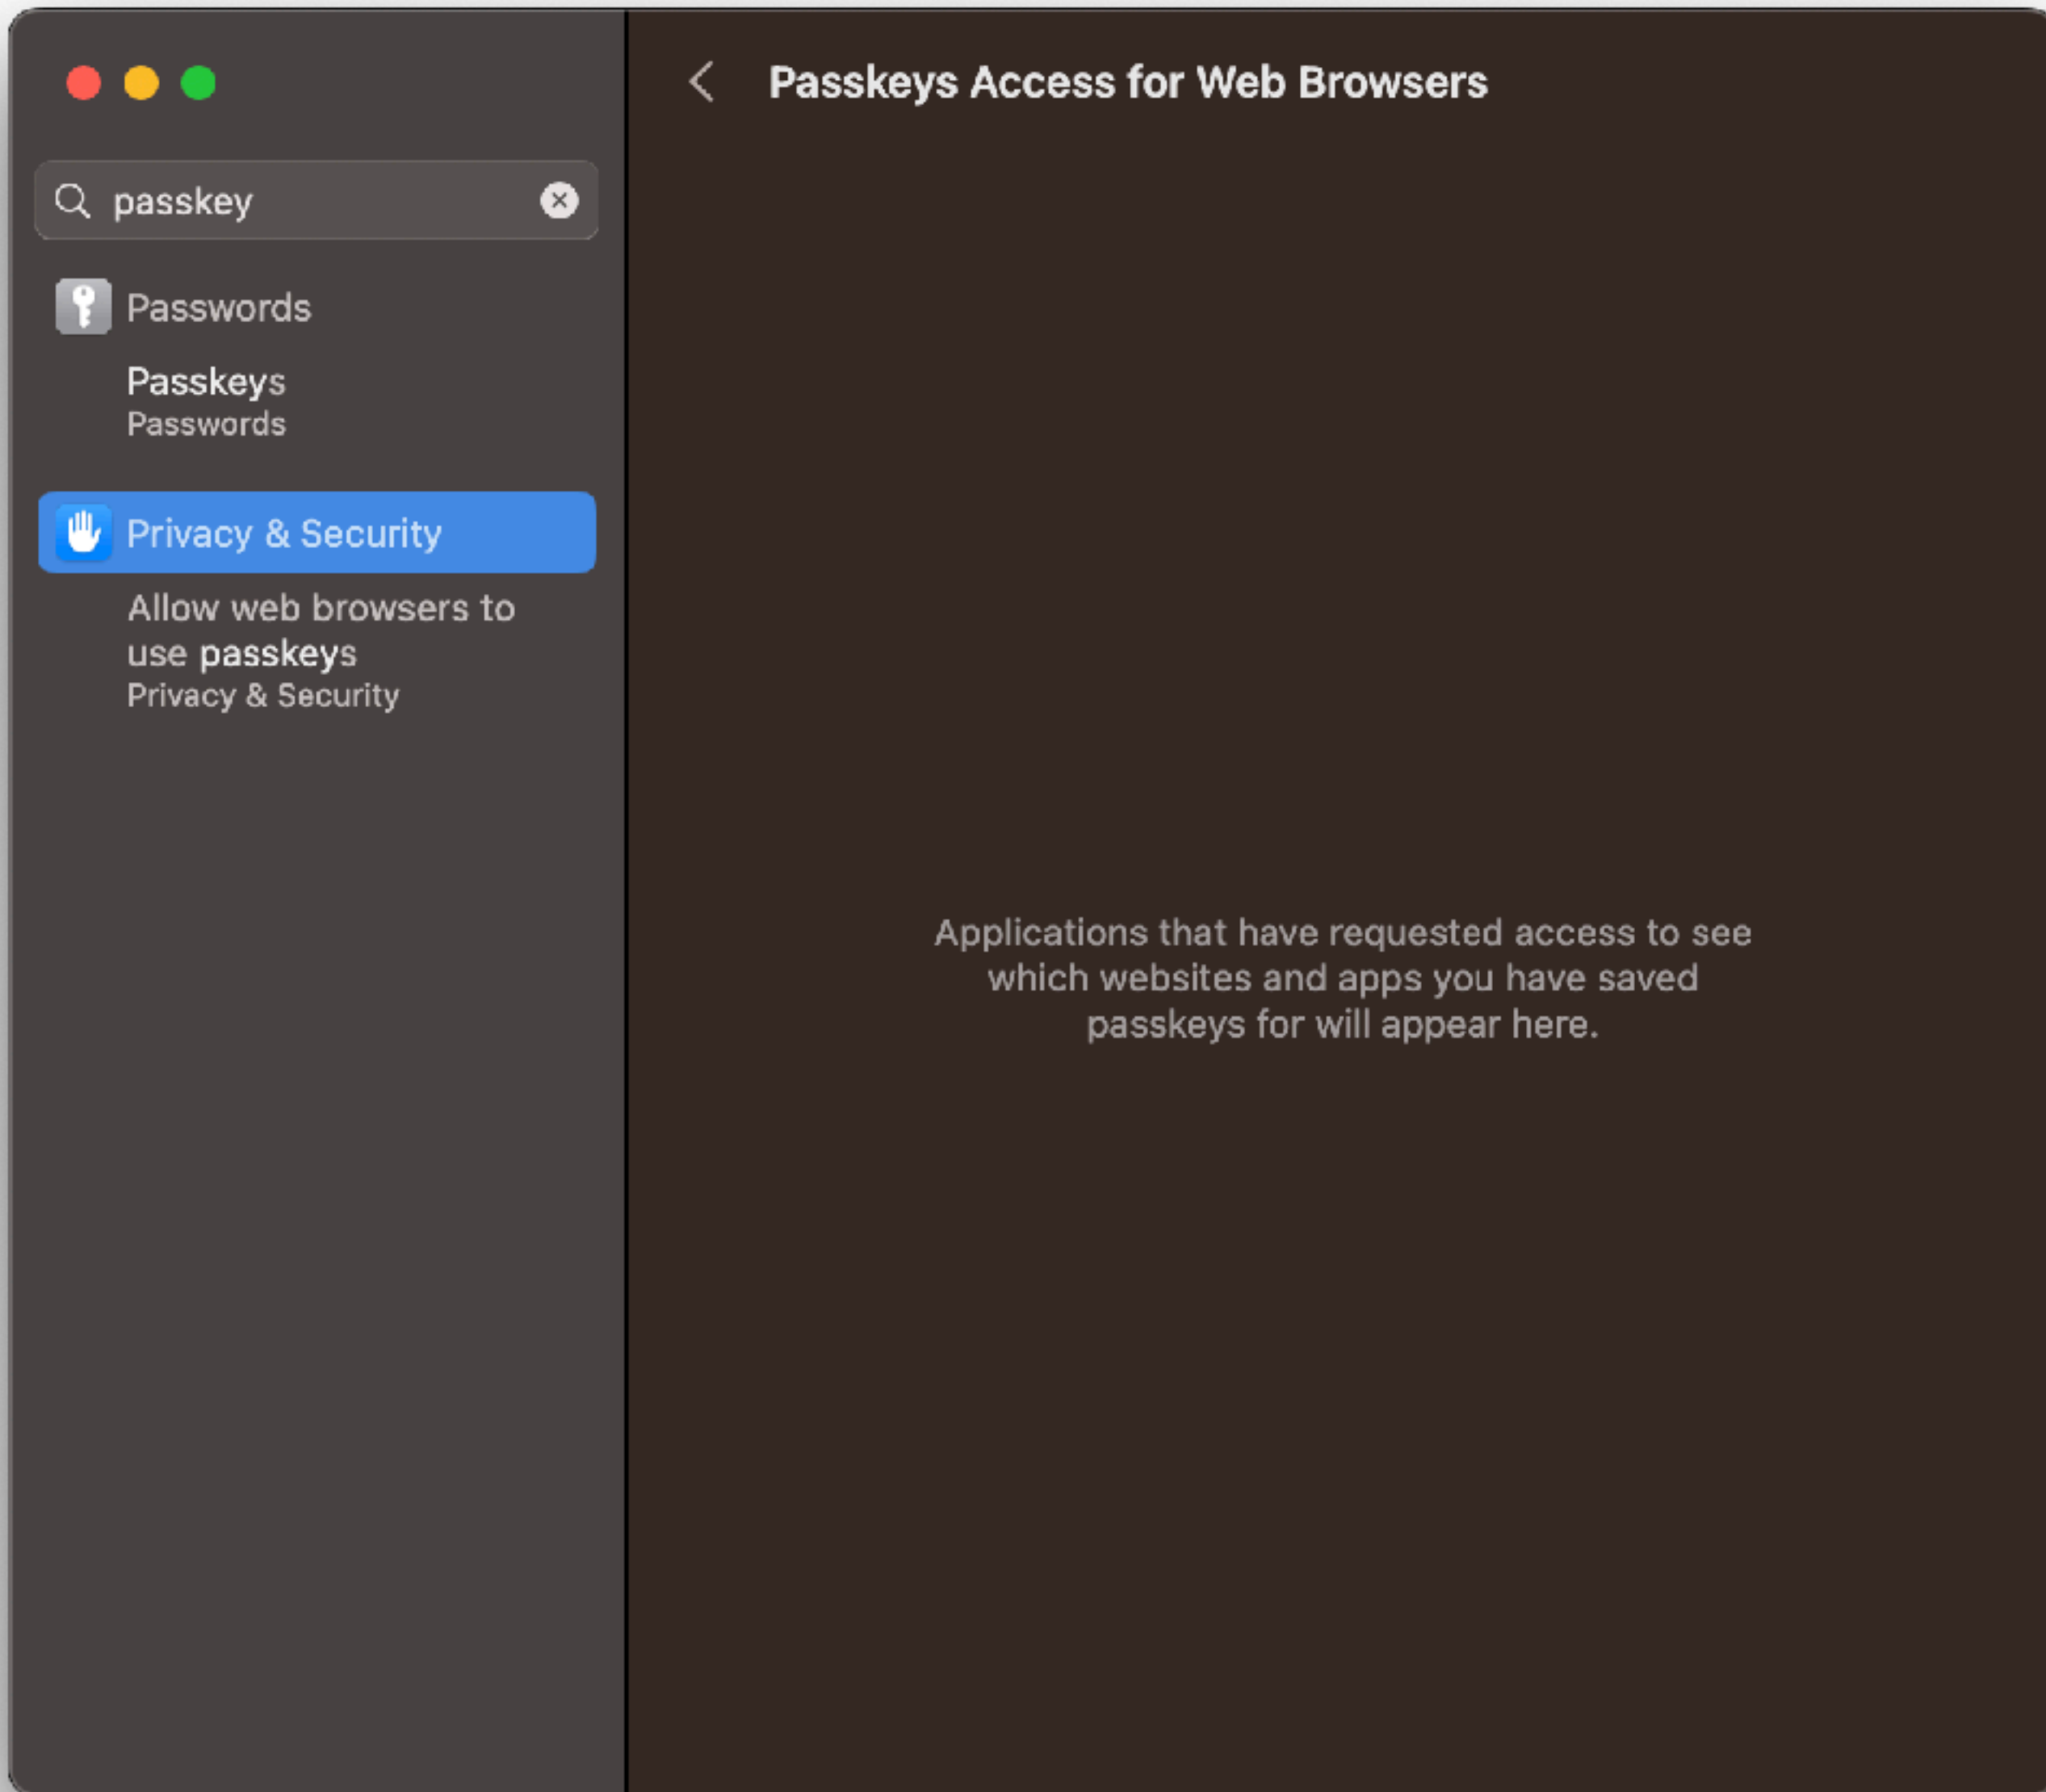 Passkeys Access for Web Browsers
passkey
Passwords
Passkeys
Passwords
Privacy & Security
Allow web browsers to
use passkeys
Privacy & Security
Applications that have requested access to see
which websites and apps you have saved
passkeys for will appear here.